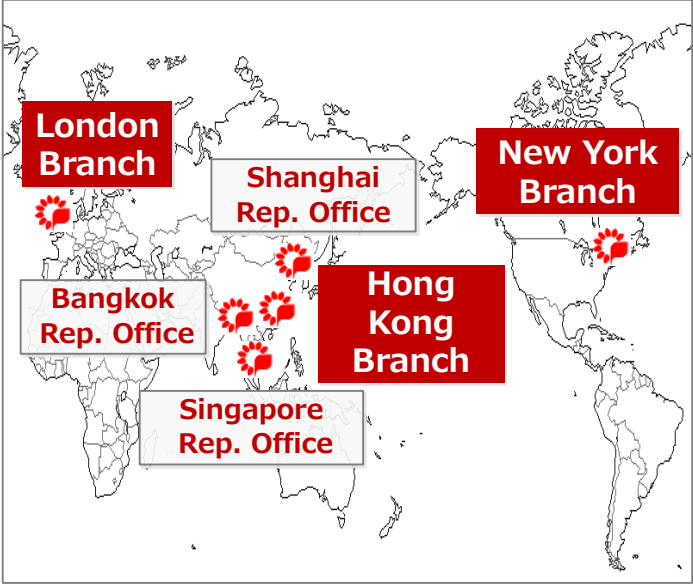 London
Branch
New York
Branch
Shanghai
Rep. Office
Hong
Kong
Branch
Bangkok
Rep. Office
Singapore
Rep. Office